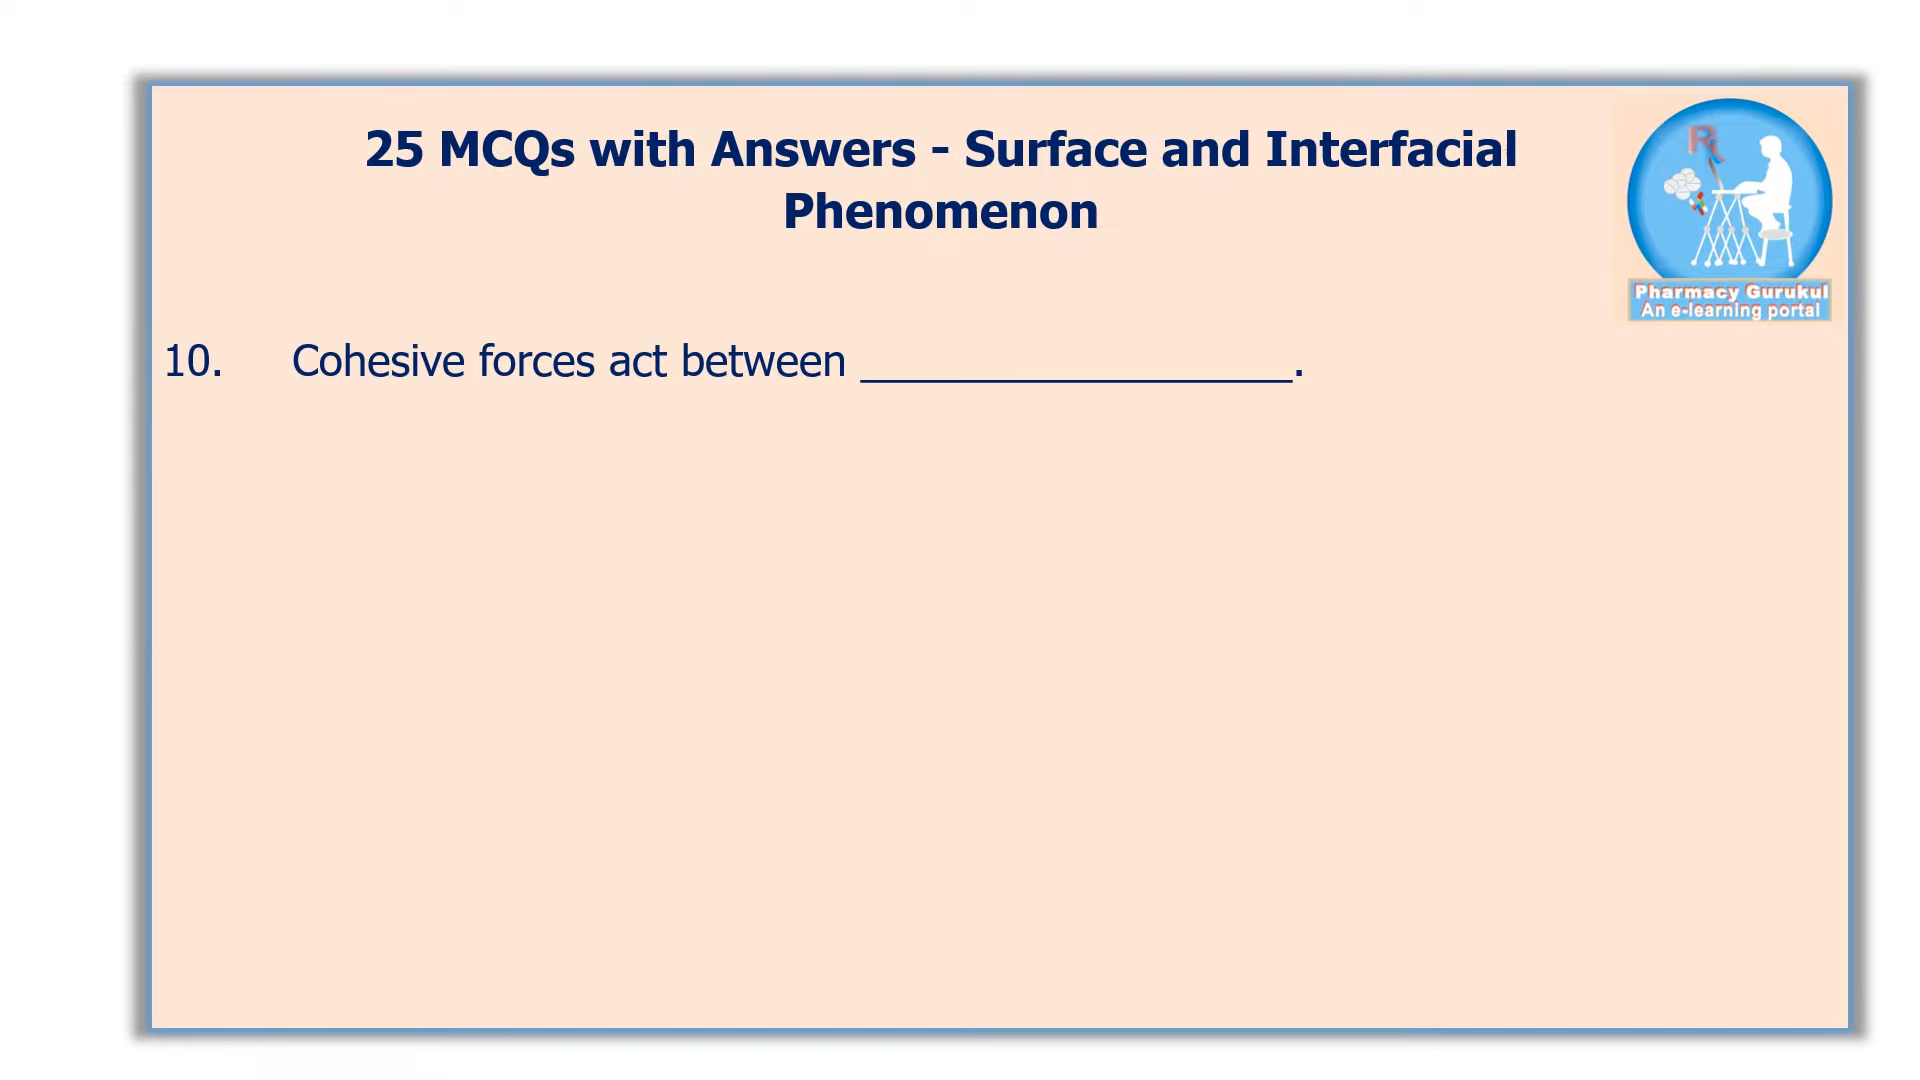 25 MCQs with Answers - Surface and Interfacial
Phenomenon
Rx
Pharmacy Gurukul
An e-learning portal
10. Cohesive forces act between __________________.